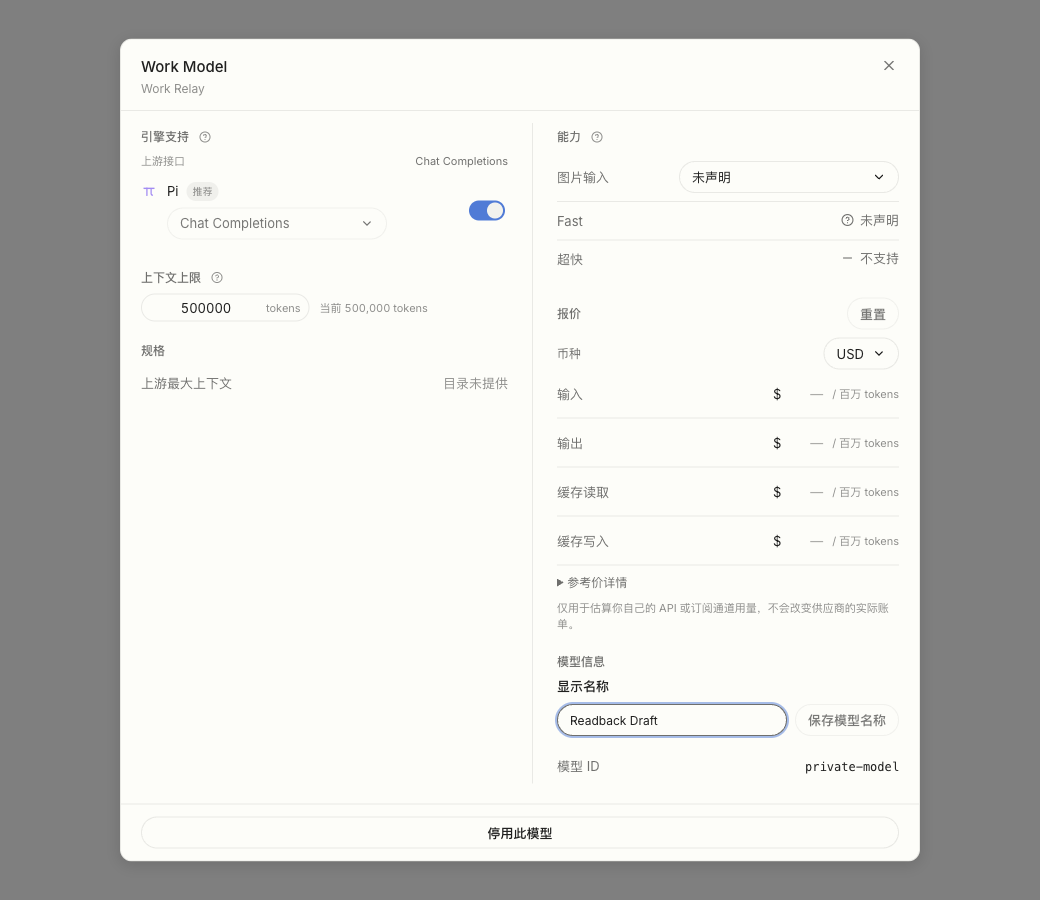 Work Model
Work Relay
引擎支持
上游接口 Chat Completions
Pi 推荐
Chat Completions
上下文上限
500000 tokens 当前 500,000 tokens
规格
上游最大上下文 目录未提供
能力
图片输入 未声明
Fast 未声明
超快 — 不支持
报价 重置
币种 USD
输入 $ — / 百万 tokens
输出 $ — / 百万 tokens
缓存读取 $ — / 百万 tokens
缓存写入 $ — / 百万 tokens
参考价详情
仅用于估算你自己的 API 或订阅通道用量，不会改变供应商的实际账
单。
模型信息
显示名称
Readback Draft 保存模型名称
模型 ID private-model
停用此模型